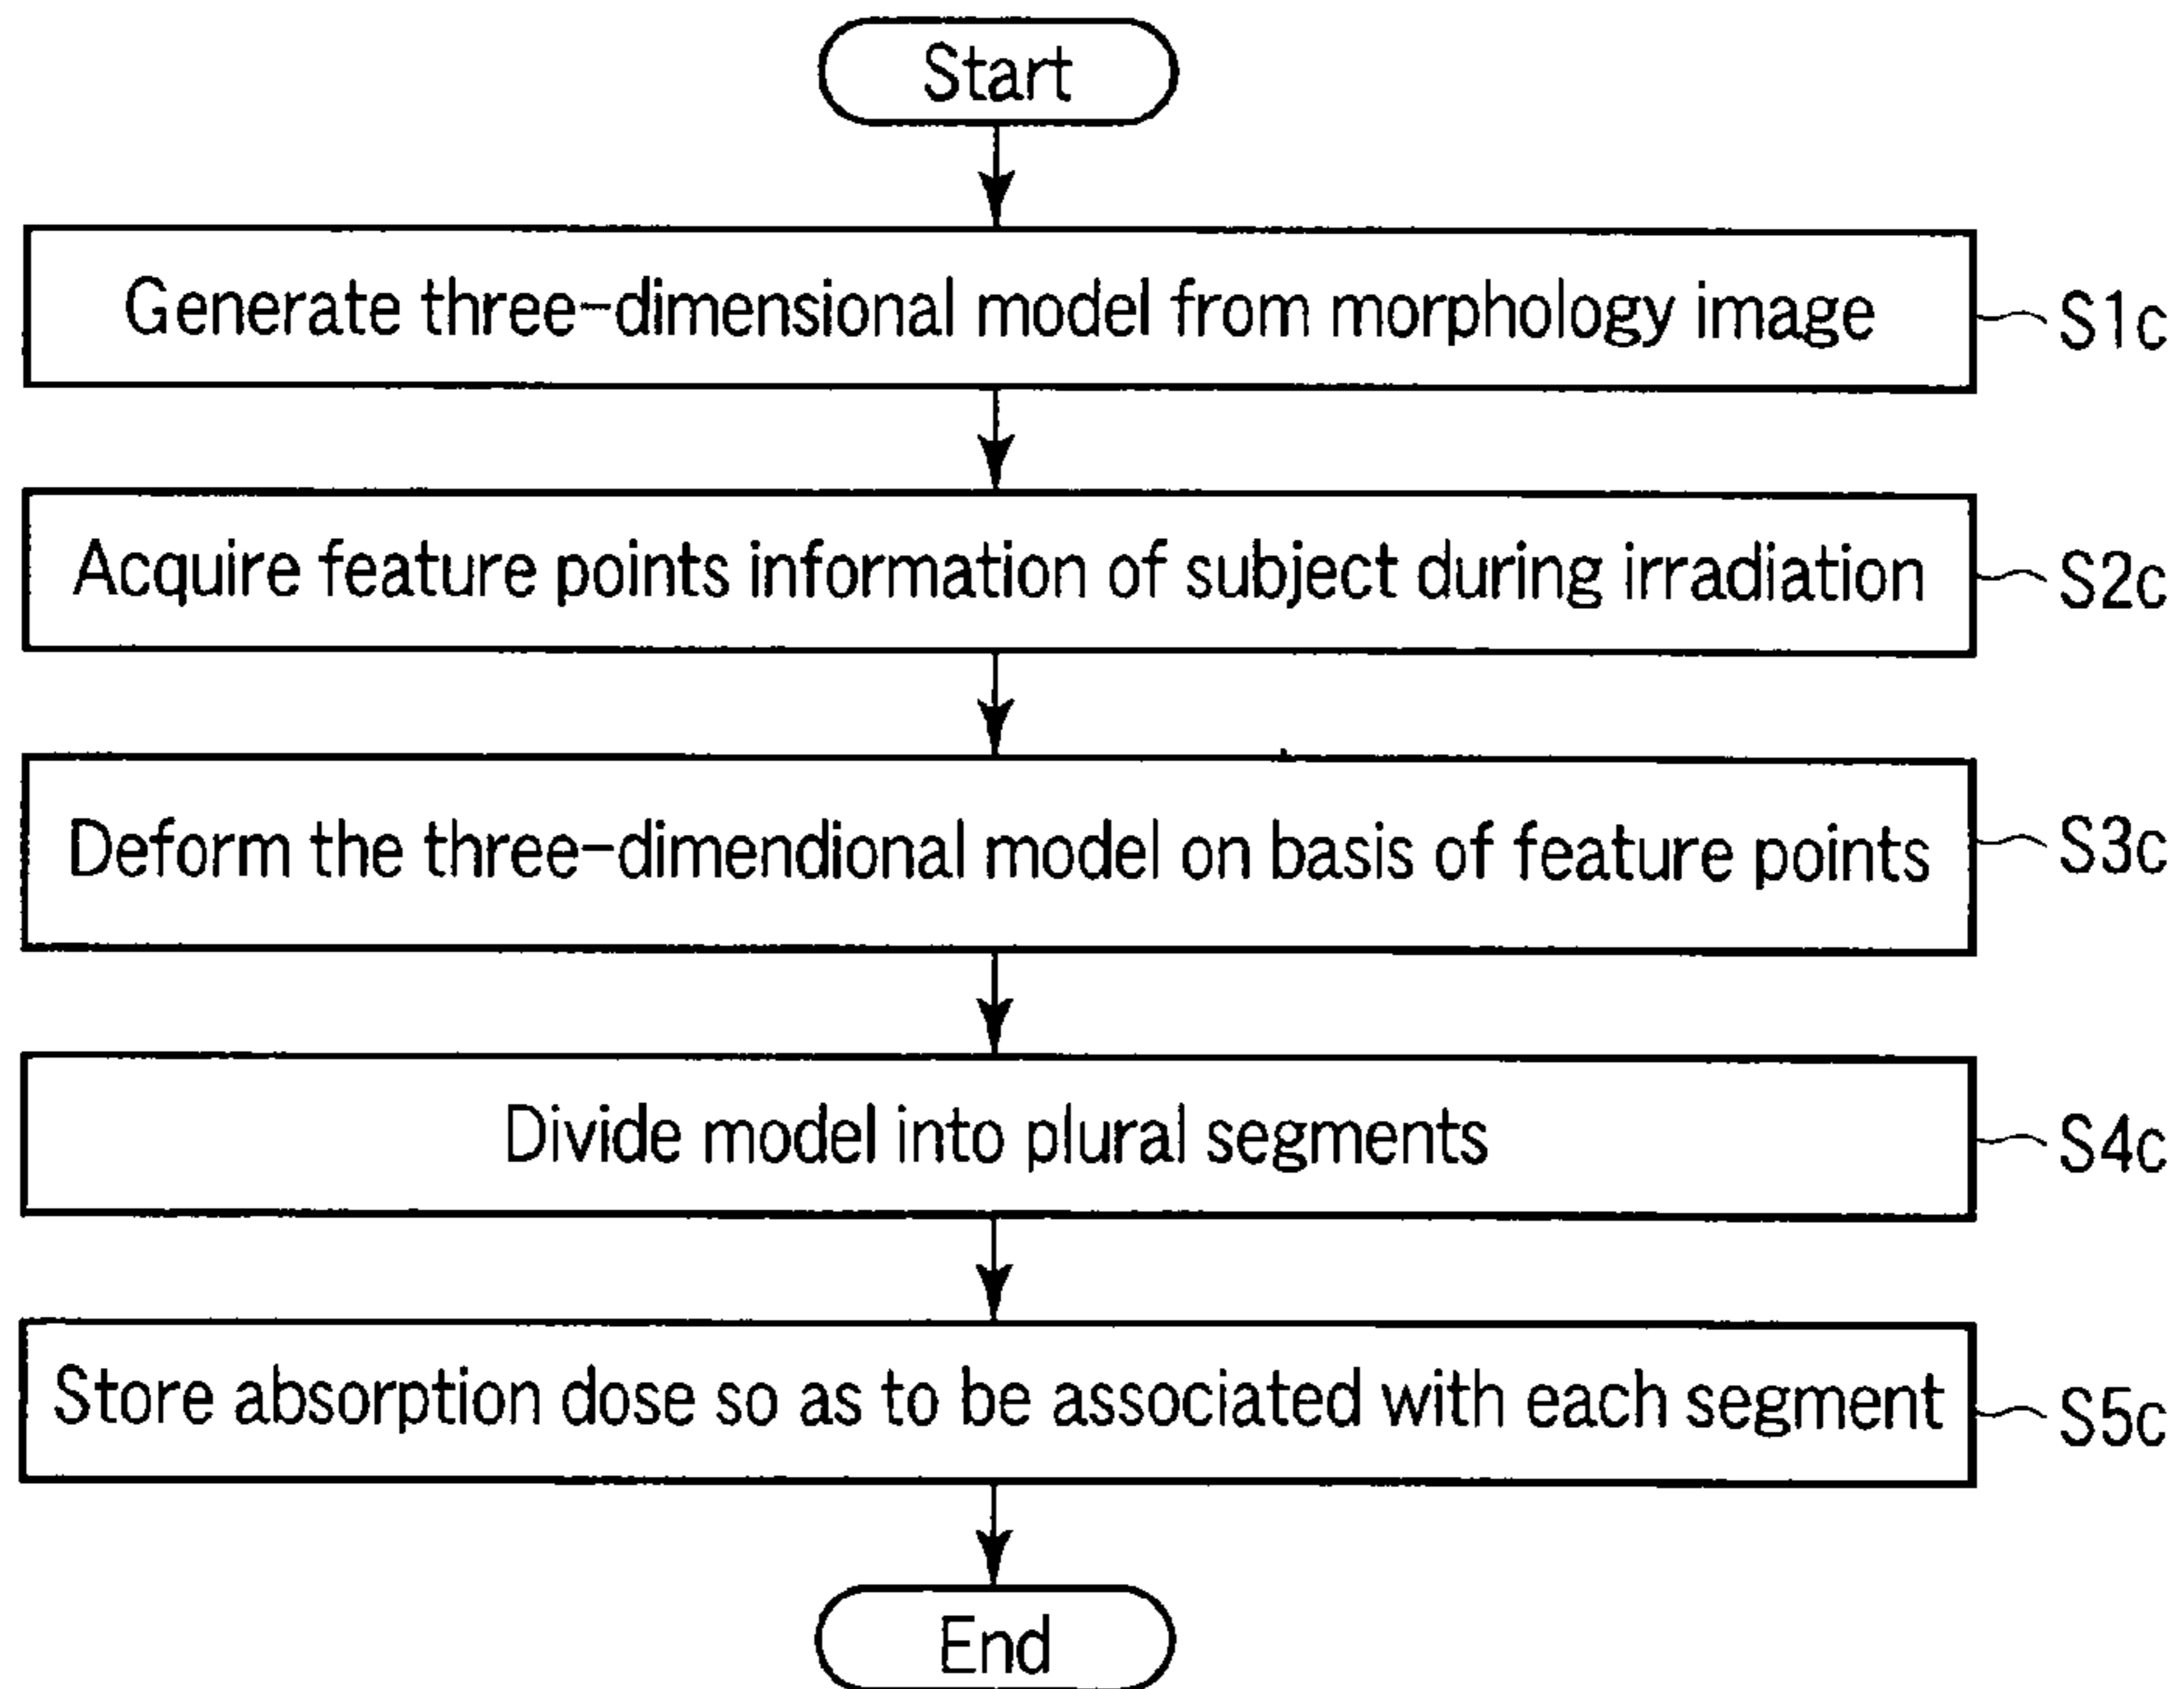 Start
Generate three-dimensional model from morphology image
S1c
Acquire feature points information of subject during irradiation
S2c
Deform the three-dimendional model on basis of feature points
S3c
Divide model into plural segments
S4c
Store absorption dose so as to be associated with each segment
S5c
End